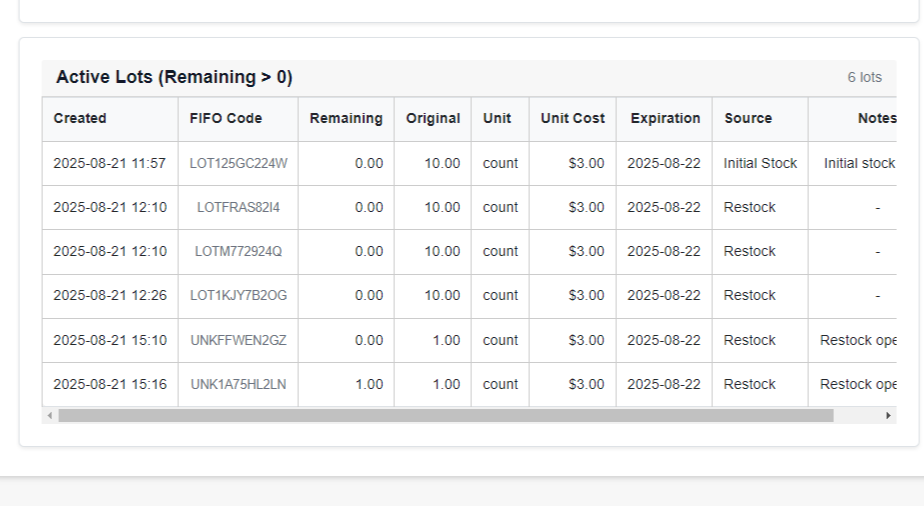 Active Lots (Remaining > 0) 6 lots
Created FIFO Code Remaining Original Unit Unit Cost Expiration Source Notes
2025-08-21 11:57 LOT125GC224W 0.00 10.00 count $3.00 2025-08-22 Initial Stock Initial stock
2025-08-21 12:10 LOTFRAS82I4 0.00 10.00 count $3.00 2025-08-22 Restock -
2025-08-21 12:10 LOTM772924Q 0.00 10.00 count $3.00 2025-08-22 Restock -
2025-08-21 12:26 LOT1KJY7B2OG 0.00 10.00 count $3.00 2025-08-22 Restock -
2025-08-21 15:10 UNKFFWEN2GZ 0.00 1.00 count $3.00 2025-08-22 Restock Restock ope
2025-08-21 15:16 UNK1A75HL2LN 1.00 1.00 count $3.00 2025-08-22 Restock Restock ope